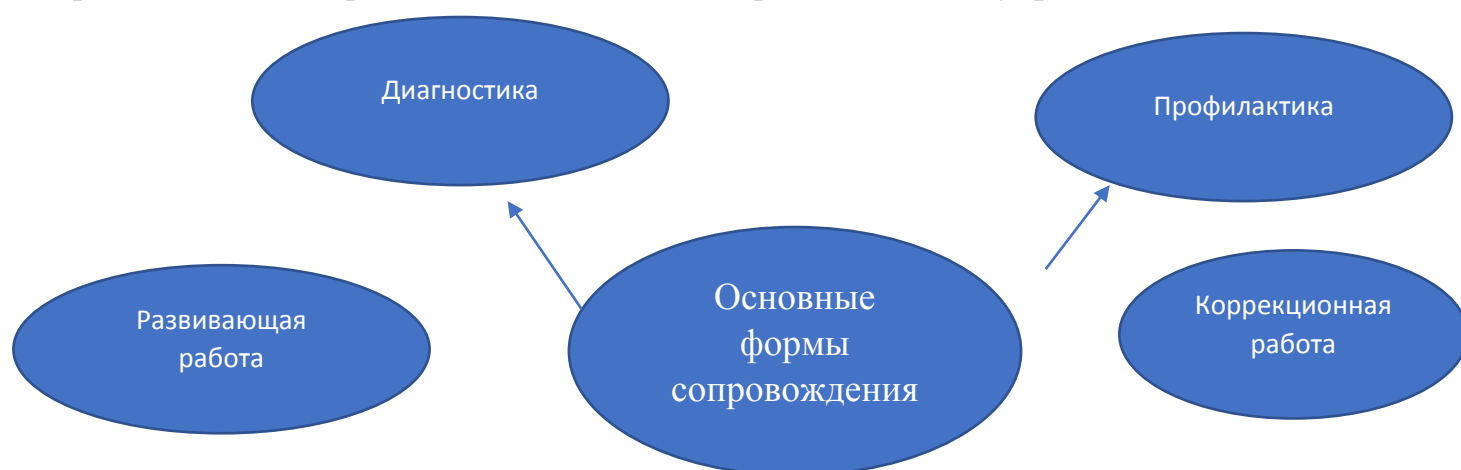 Диагностика
Профилактика
Развивающая
работа
Основные
формы
сопровождения
Коррекционная
работа